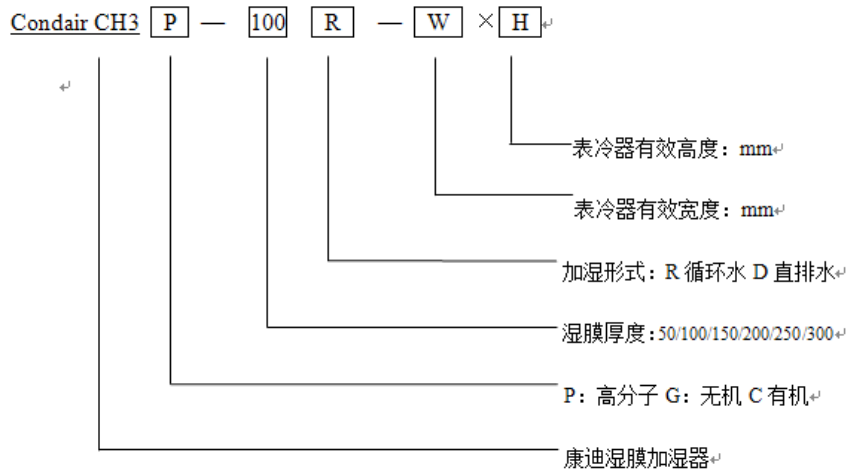 Condair CH3 P — 100 R — W × H
表冷器有效高度：mm
表冷器有效宽度：mm
加湿形式：R 循环水 D 直排水
湿膜厚度:50/100/150/200/250/300
P：高分子 G：无机 C 有机
康迪湿膜加湿器